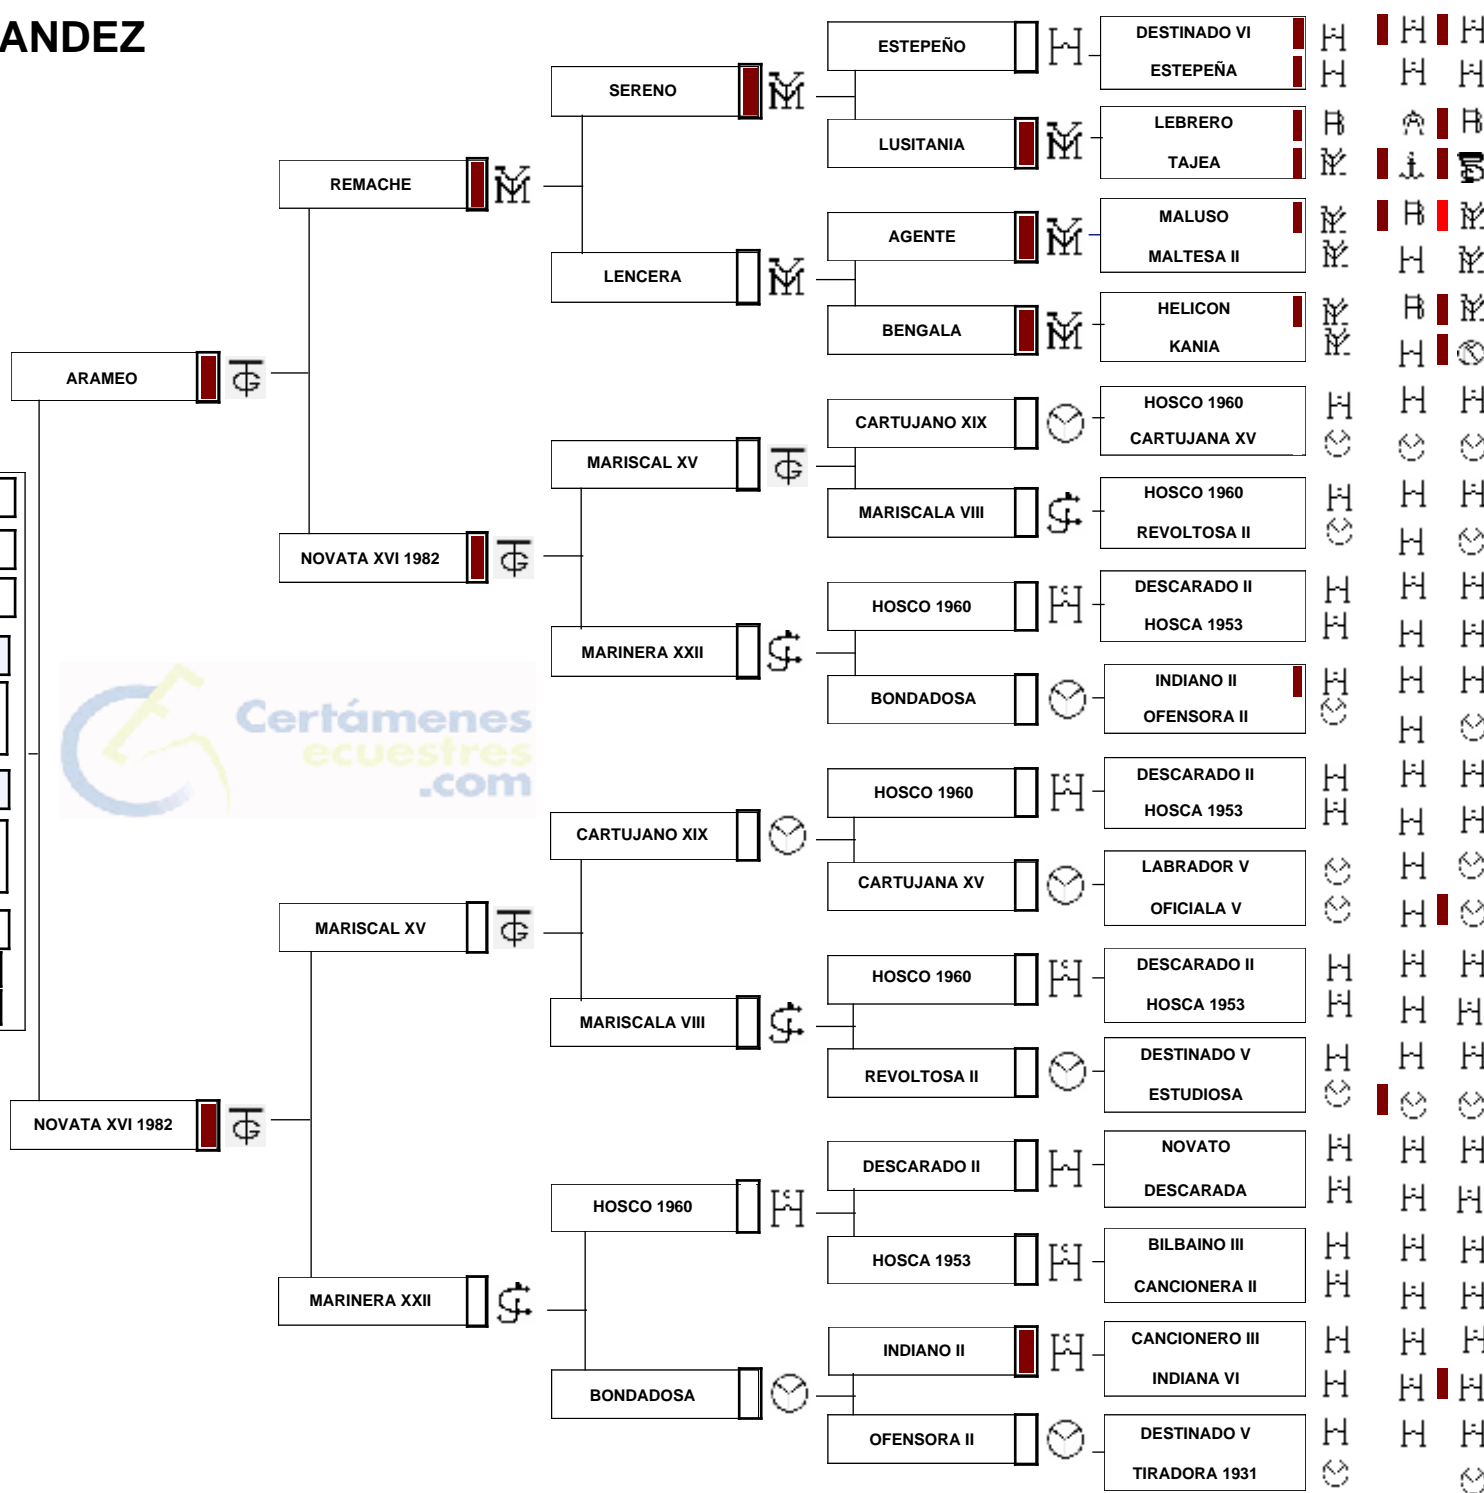 ANDEZ
ARAMEO
NOVATA XVI 1982
REMACHE
NOVATA XVI 1982
MARISCAL XV
MARINERA XXII
SERENO
LENCERA
MARISCAL XV
MARINERA XXII
CARTUJANO XIX
MARISCALA VIII
HOSCO 1960
BONDADOSA
ESTEPEÑO
LUSITANIA
AGENTE
BENGALA
CARTUJANO XIX
MARISCALA VIII
HOSCO 1960
BONDADOSA
HOSCO 1960
CARTUJANA XV
HOSCO 1960
REVOLTOSA II
DESCARADO II
HOSCA 1953
INDIANO II
OFENSORA II
DESTINADO VI
ESTEPEÑA
LEBRERO
TAJEA
MALUSO
MALTESA II
HELICON
KANIA
HOSCO 1960
CARTUJANA XV
HOSCO 1960
REVOLTOSA II
DESCARADO II
HOSCA 1953
INDIANO II
OFENSORA II
DESCARADO II
HOSCA 1953
LABRADOR V
OFICIALA V
DESCARADO II
HOSCA 1953
DESTINADO V
ESTUDIOSA
NOVATO
DESCARADA
BILBAINO III
CANCIONERA II
CANCIONERO III
INDIANA VI
DESTINADO V
TIRADORA 1931
Certámenes
ecuestres
.com